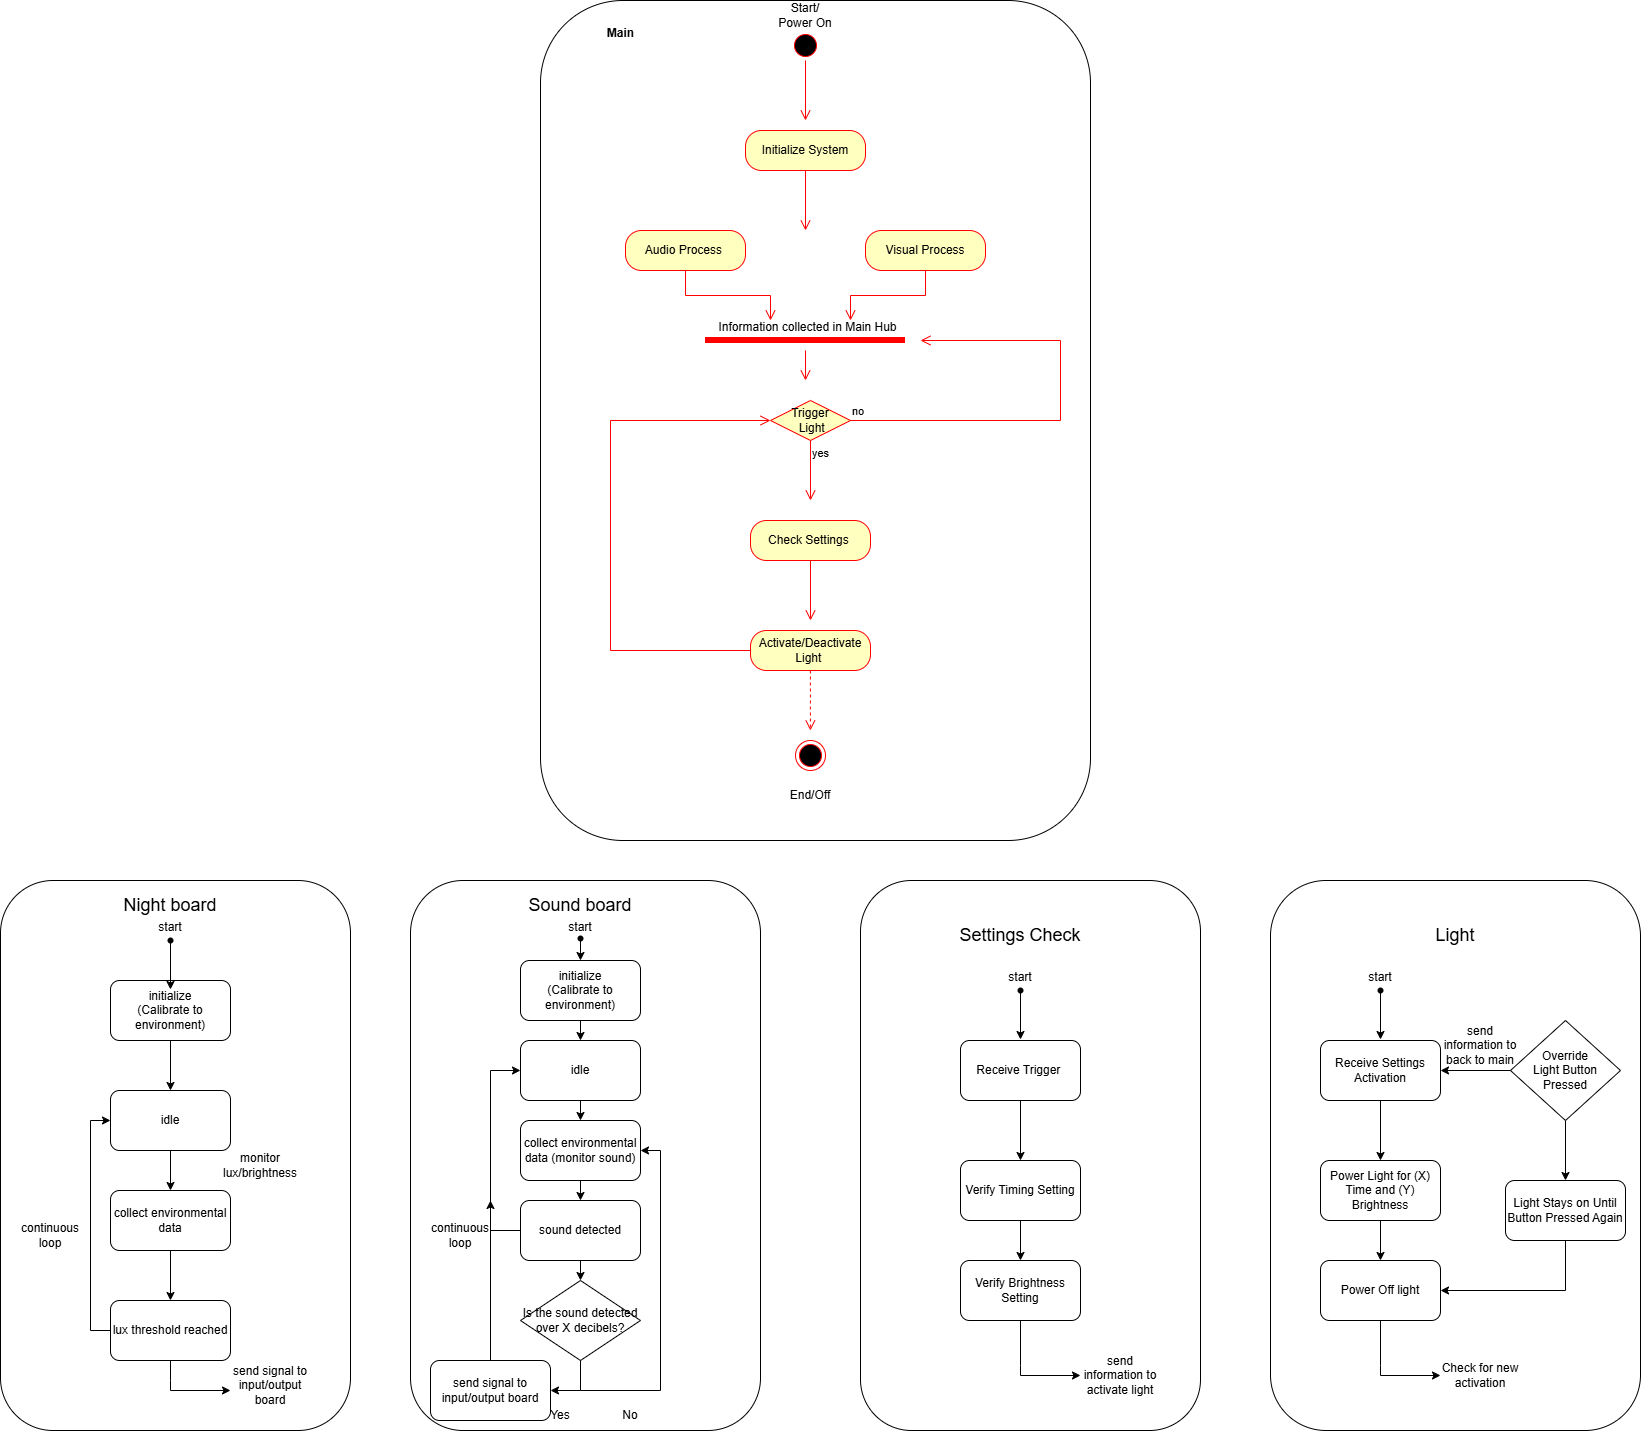 Start/
Power On
Main
Initialize System
Audio Process
Visual Process
Information collected in Main Hub
Trigger
Light
no
yes
Check Settings
Activate/Deactivate
Light
End/Off
Night board
start
initialize
(Calibrate to
environment)
idle
monitor
lux/brightness
collect environmental
data
continuous
loop
lux threshold reached
send signal to
input/output
board
Sound board
start
initialize
(Calibrate to
environment)
idle
collect environmental
data (monitor sound)
continuous
loop
sound detected
Is the sound detected
over X decibels?
send signal to
input/output board
Yes
No
Settings Check
start
Receive Trigger
Verify Timing Setting
Verify Brightness
Setting
send
information to
activate light
Light
start
send
information to
back to main
Receive Settings
Activation
Override
Light Button
Pressed
Power Light for (X)
Time and (Y)
Brightness
Light Stays on Until
Button Pressed Again
Power Off light
Check for new
activation